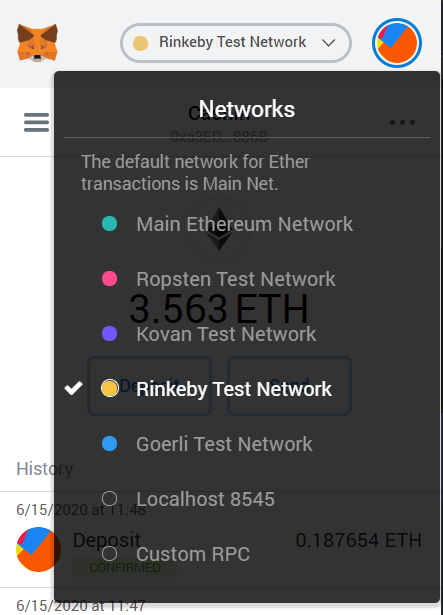 Rinkeby Test Network
Networks
0xa3ED...886B
The default network for Ether
transactions is Main Net.
Main Ethereum Network
Ropsten Test Network
3.563 ETH
Kovan Test Network
Rinkeby Test Network
Goerli Test Network
History
Localhost 8545
6/15/2020 at 11:48
Deposit
0.187654 ETH
Custom RPC
CONFIRMED
6/15/2020 at 11:47